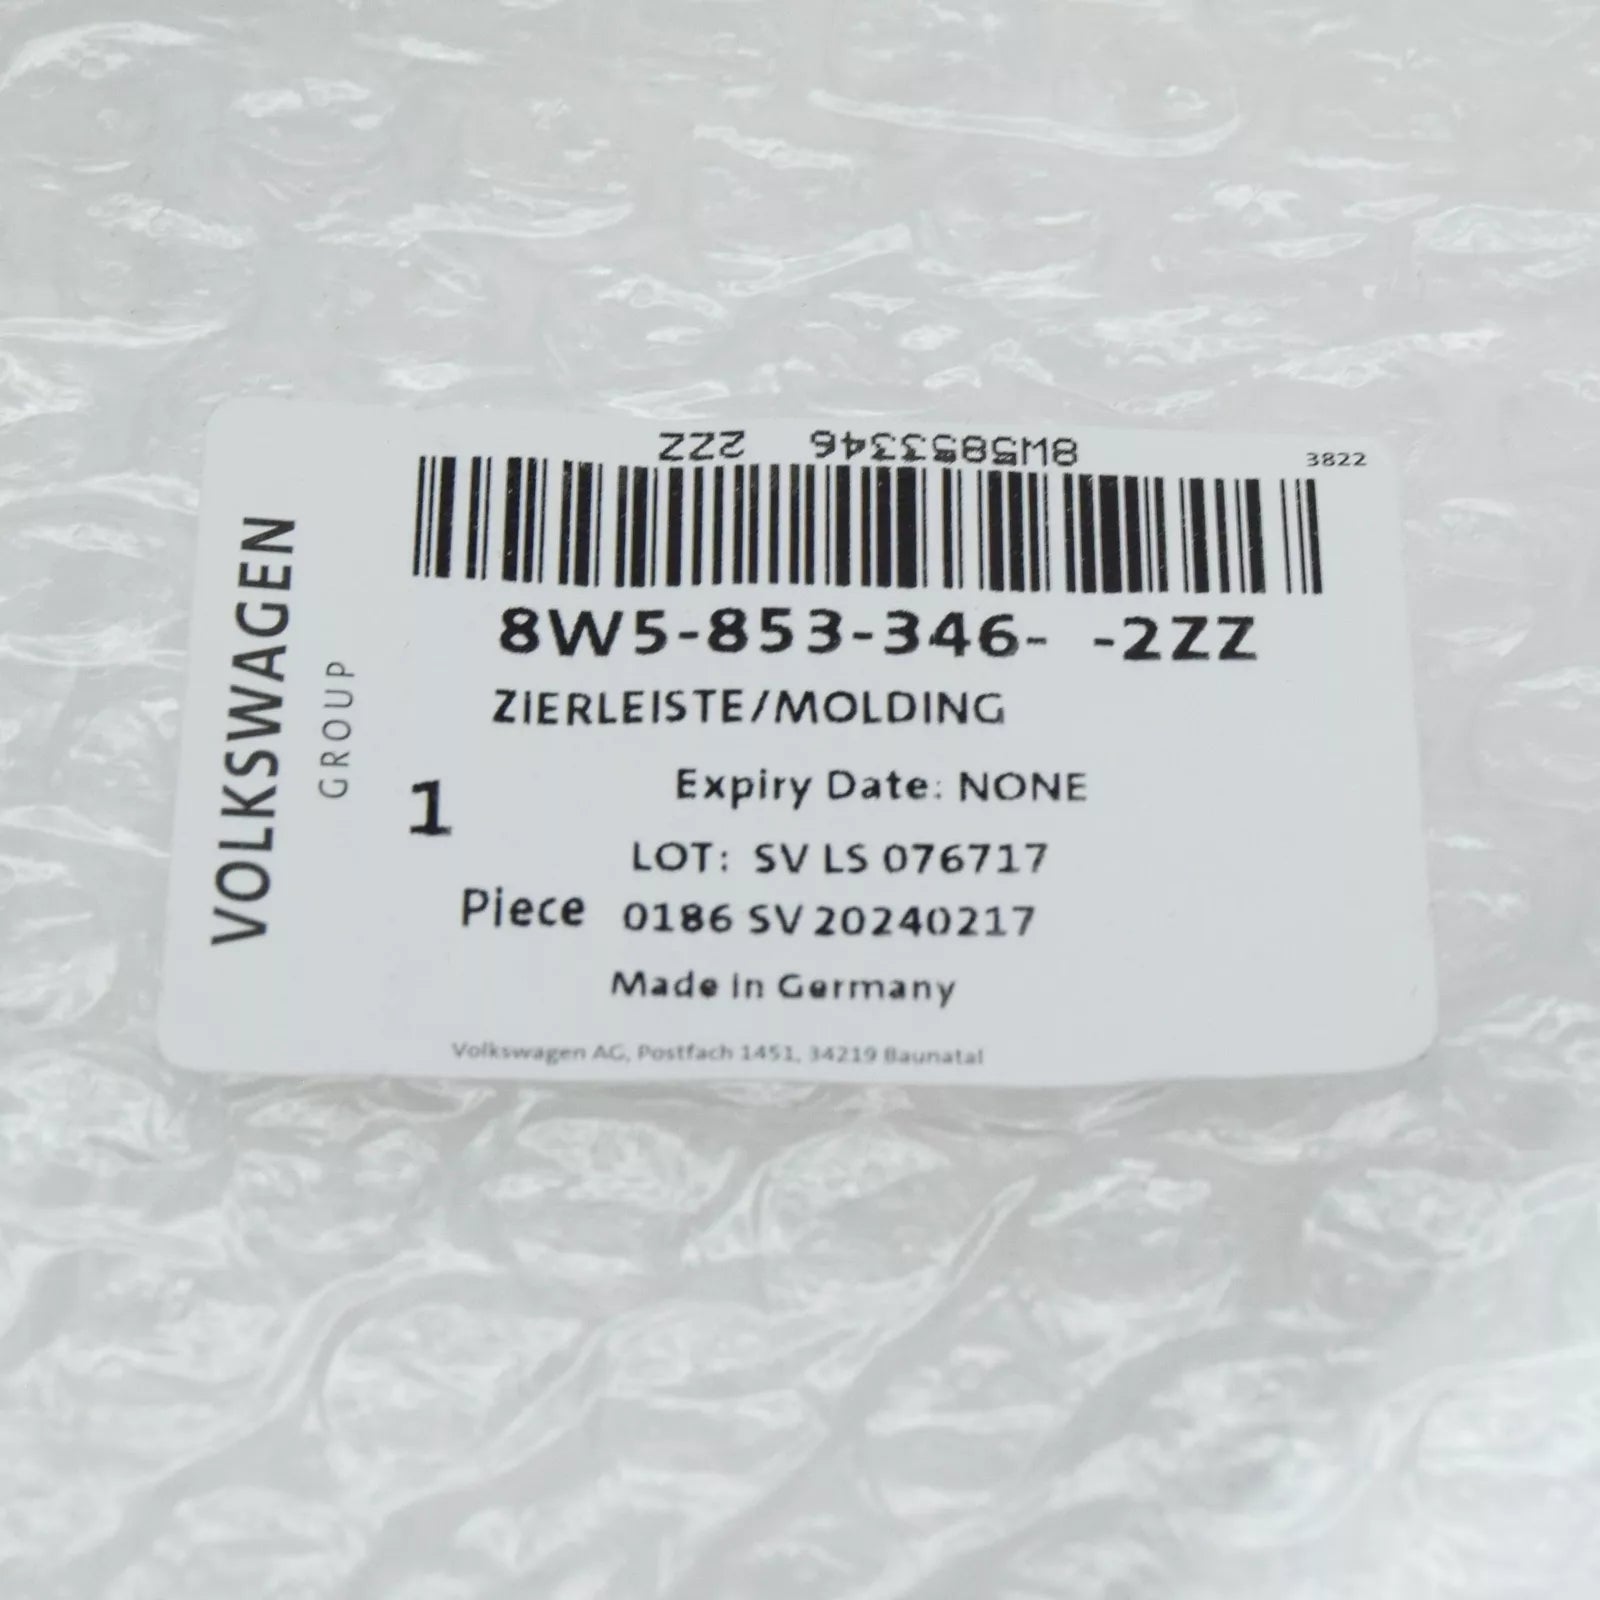 8W5853346 2ZZ
3822
8W5-853-346- -2ZZ
ZIERLEISTE/MOLDING
VOLKSWAGEN
GROUP
1
Piece
Expiry Date: NONE
LOT: SV LS 076717
0186 SV 20240217
Made in Germany
Volkswagen AG, Postfach 1451, 34219 Baunatal